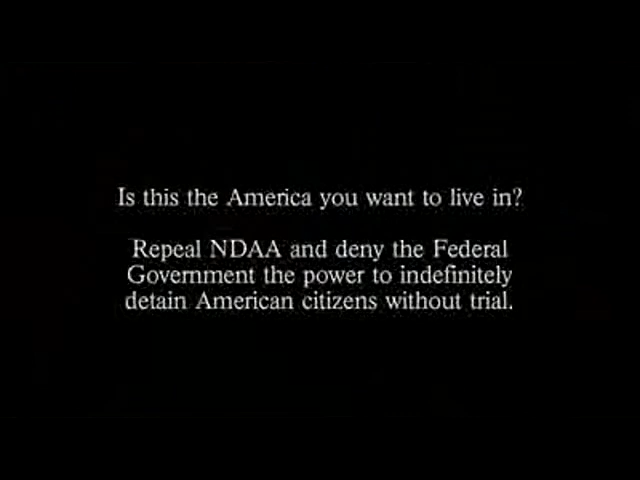 Is this the America you want to live in?
Repeal NDAA and deny the Federal
Government the power to indefinitely
detain American citizens without trial.